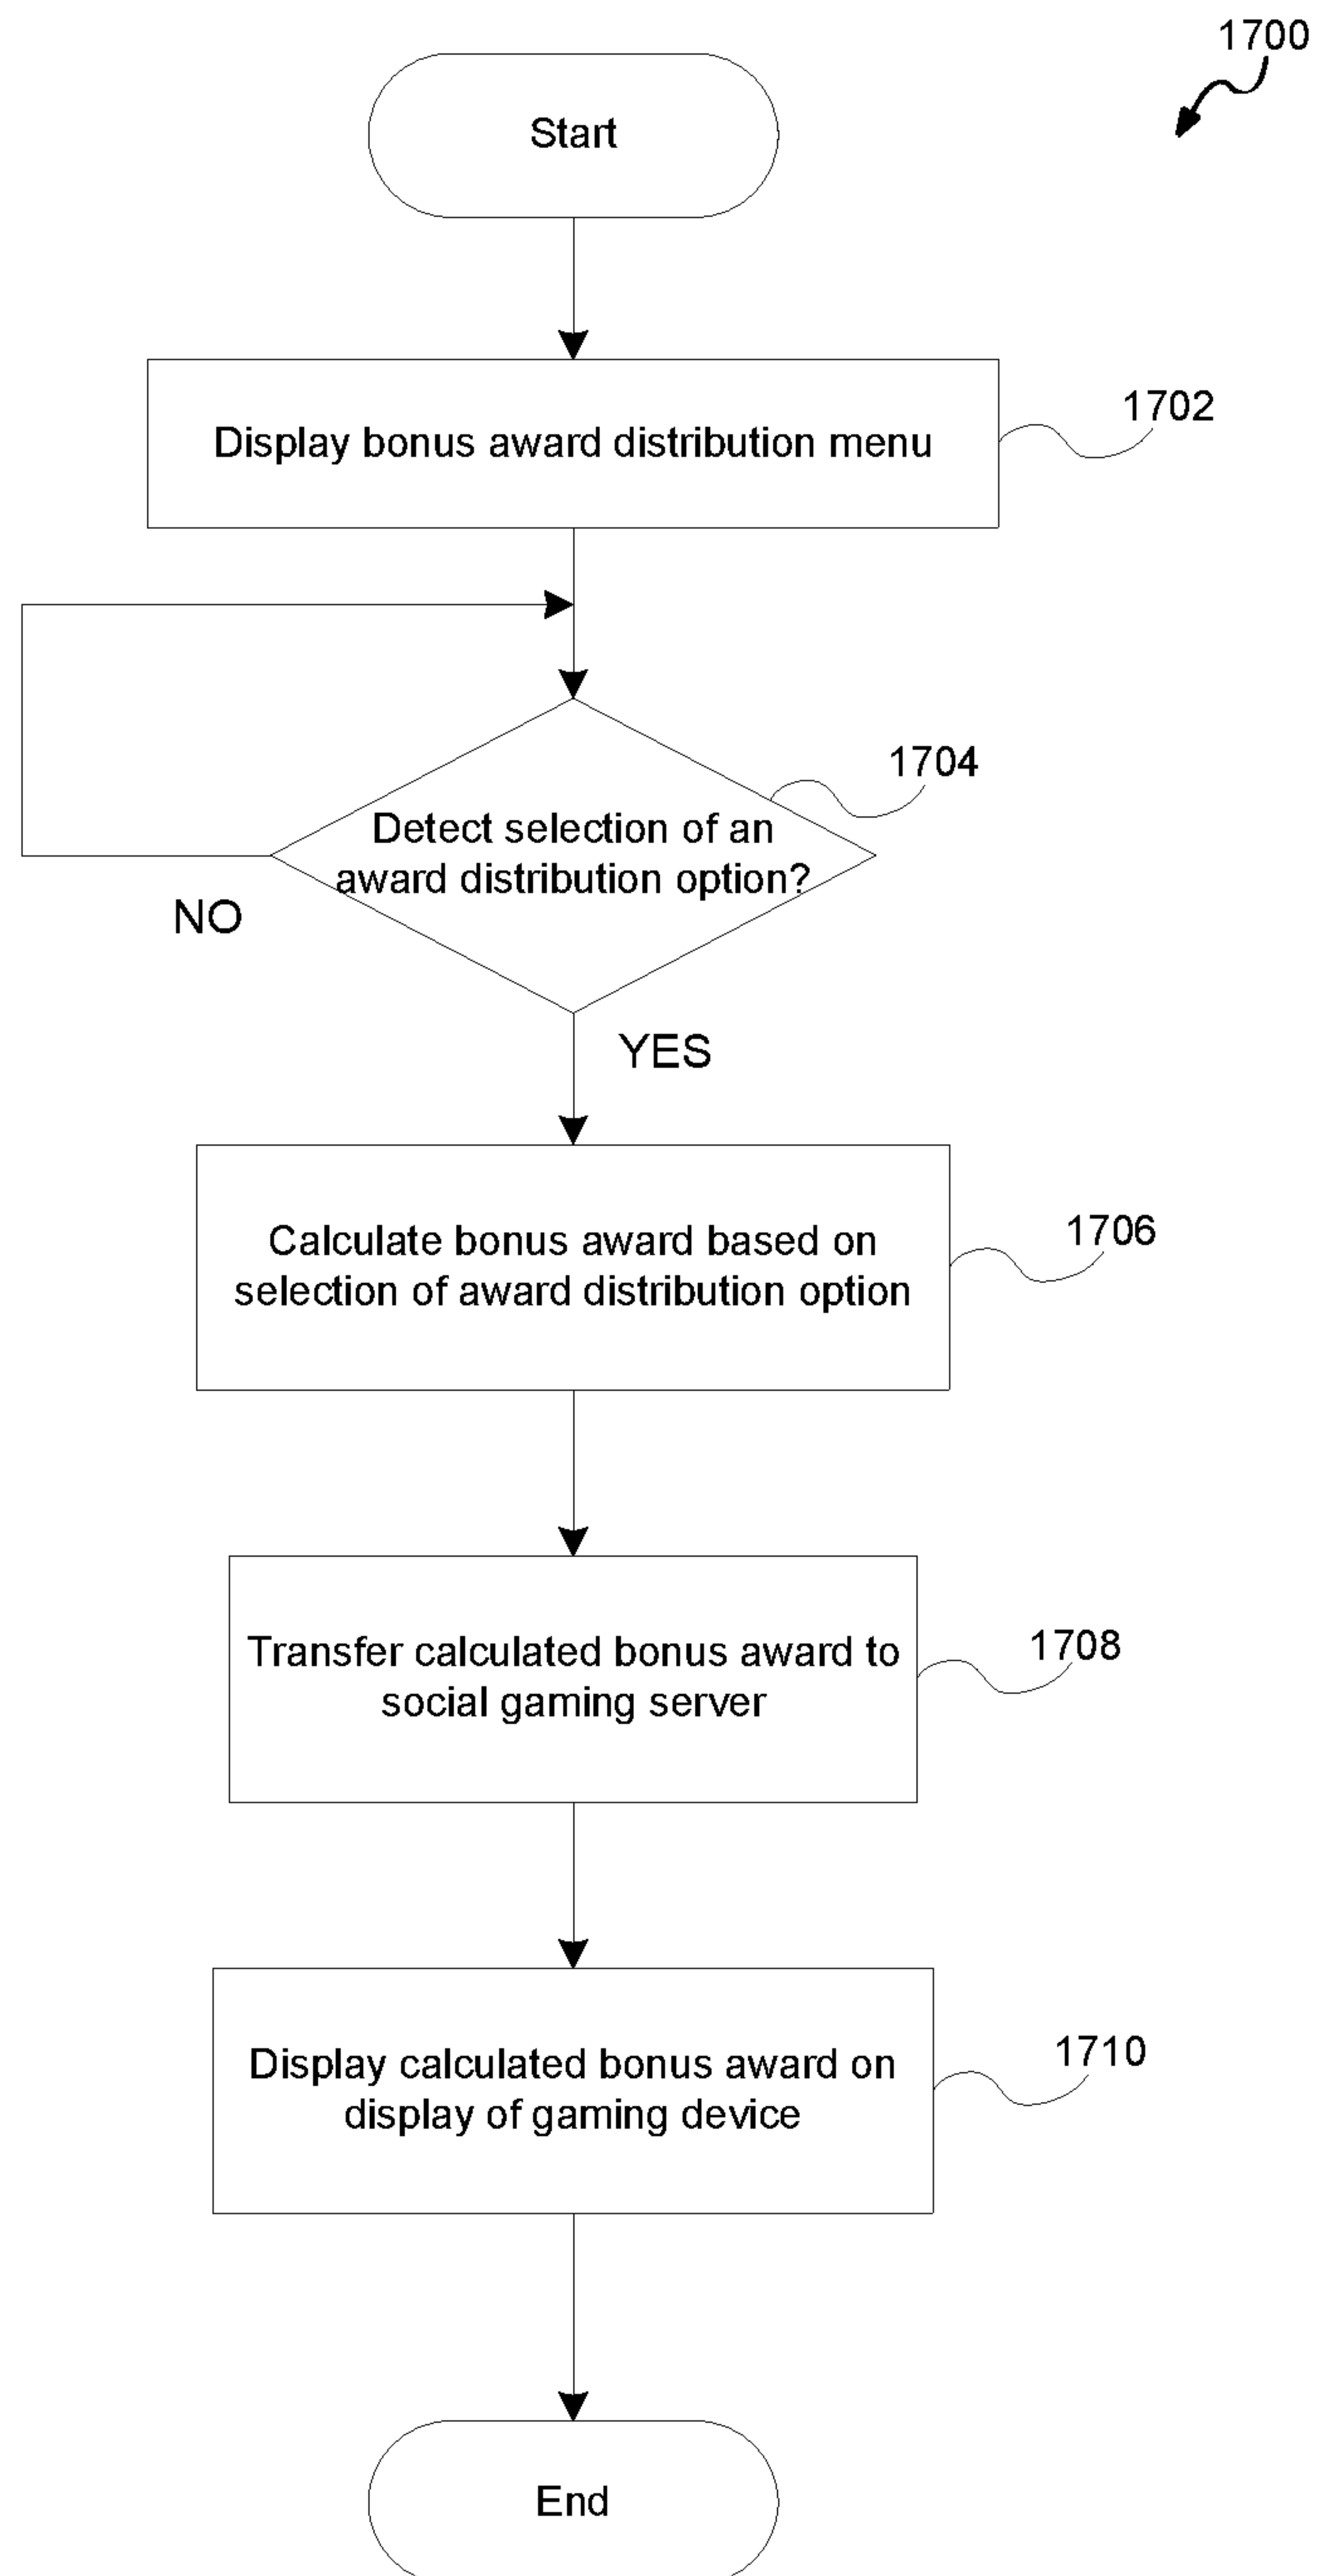 1700
Start
Display bonus award distribution menu
1702
1704
Detect selection of an
award distribution option?
NO
YES
Calculate bonus award based on
selection of award distribution option
1706
Transfer calculated bonus award to
social gaming server
1708
Display calculated bonus award on
display of gaming device
1710
End